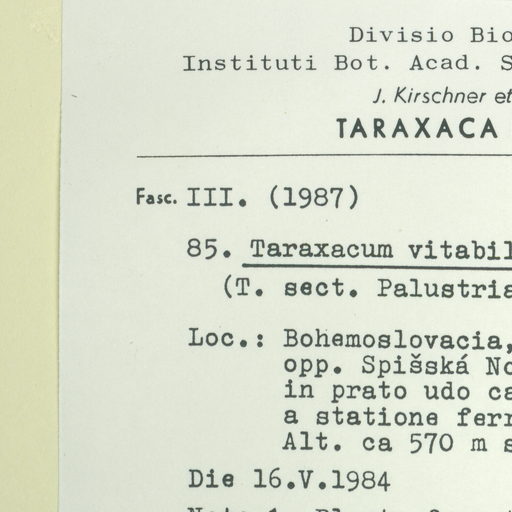 Divisio Bio
Instituti Bot. Acad. S
J. Kirschner et
TARAXACA
Fasc. III. (1987)
85. Taraxacum vitabil
(T. sect. Palustria
Loc.: Bohemoslovacia,
opp. Spišská No
in prato udo ca
a statione ferr
Alt. ca 570 m s
Die 16.V.1984